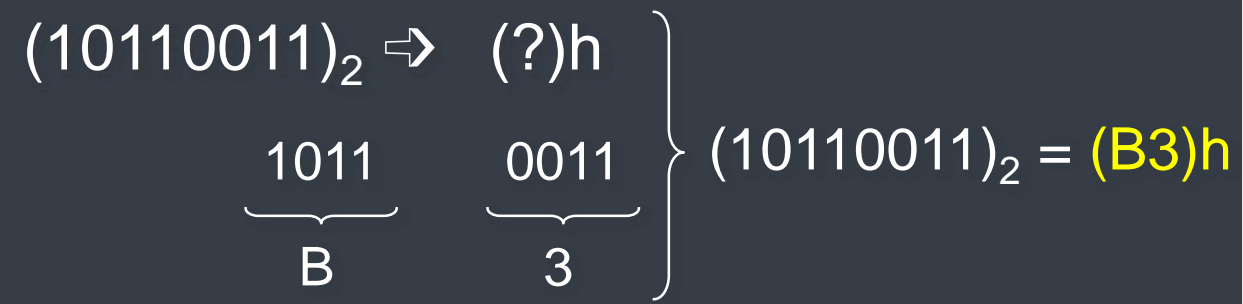 (10110011)₂ ➩ (?)h
(10110011)₂ = (B3)h
1011 0011
B 3